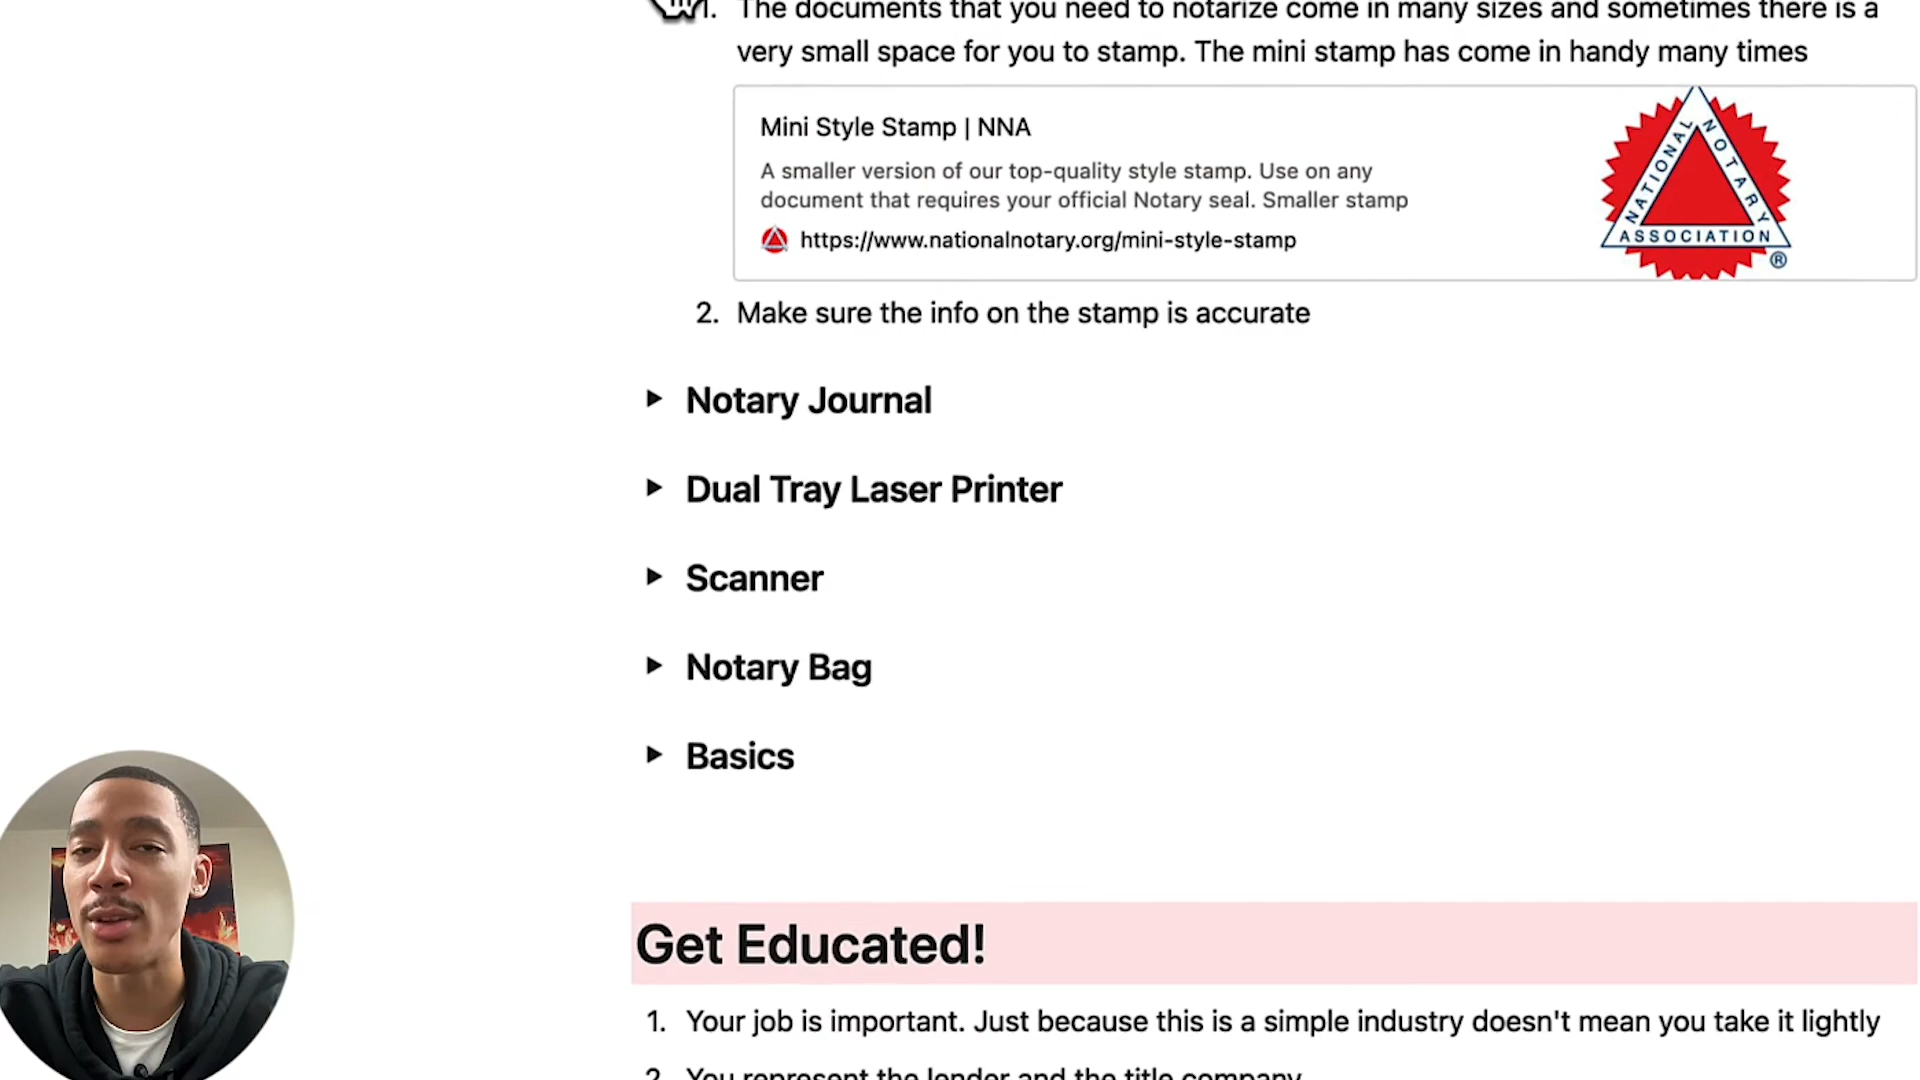 1. The documents that you need to notarize come in many sizes and sometimes there is a
very small space for you to stamp. The mini stamp has come in handy many times
Mini Style Stamp | NNA
A smaller version of our top-quality style stamp. Use on any
document that requires your official Notary seal. Smaller stamp
https://www.nationalnotary.org/mini-style-stamp
NATIONAL NOTARY
ASSOCIATION
®
2. Make sure the info on the stamp is accurate
Notary Journal
Dual Tray Laser Printer
Scanner
Notary Bag
Basics
Get Educated!
1. Your job is important. Just because this is a simple industry doesn't mean you take it lightly
2. You represent the lender and the title company